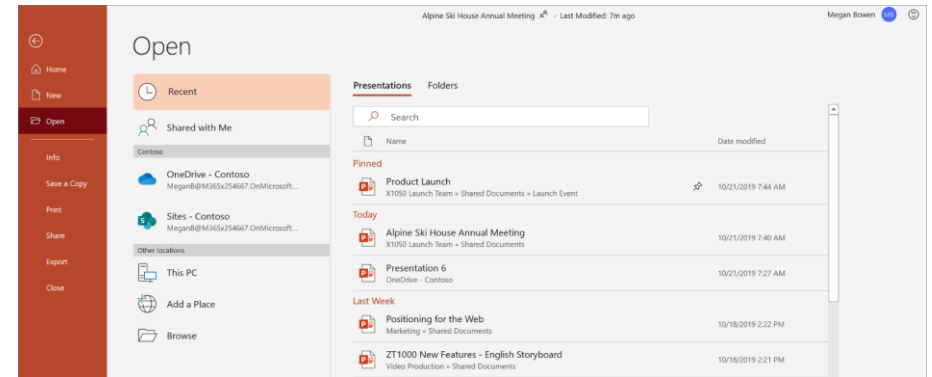 Alpine Ski House Annual Meeting - Last Modified: 7m ago
Megan Bowen MB
Home
New
Open
Info
Save a Copy
Print
Share
Export
Close
Open
Recent
Shared with Me
Contoso
OneDrive - Contoso
MeganB@M365x254667.OnMicrosoft...
Sites - Contoso
MeganB@M365x254667.OnMicrosoft...
Other locations
This PC
Add a Place
Browse
Presentations Folders
Search
Name Date modified
Pinned
Product Launch
X1050 Launch Team » Shared Documents » Launch Event
10/21/2019 7:44 AM
Today
Alpine Ski House Annual Meeting
X1050 Launch Team » Shared Documents
10/21/2019 7:40 AM
Presentation 6
OneDrive - Contoso
10/21/2019 7:27 AM
Last Week
Positioning for the Web
Marketing » Shared Documents
10/18/2019 2:22 PM
ZT1000 New Features - English Storyboard
Video Production » Shared Documents
10/18/2019 2:21 PM